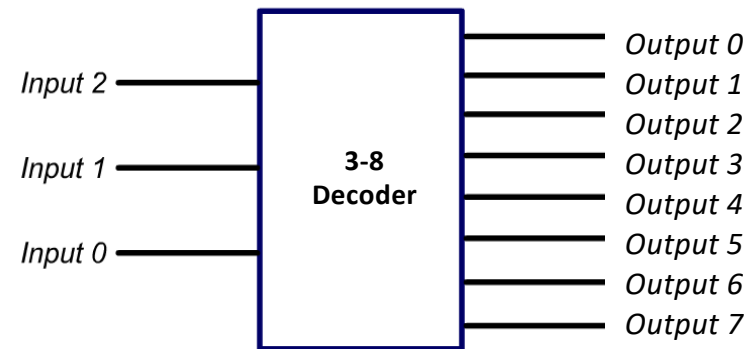 Input 2
Input 1
Input 0
3-8
Decoder
Output 0
Output 1
Output 2
Output 3
Output 4
Output 5
Output 6
Output 7